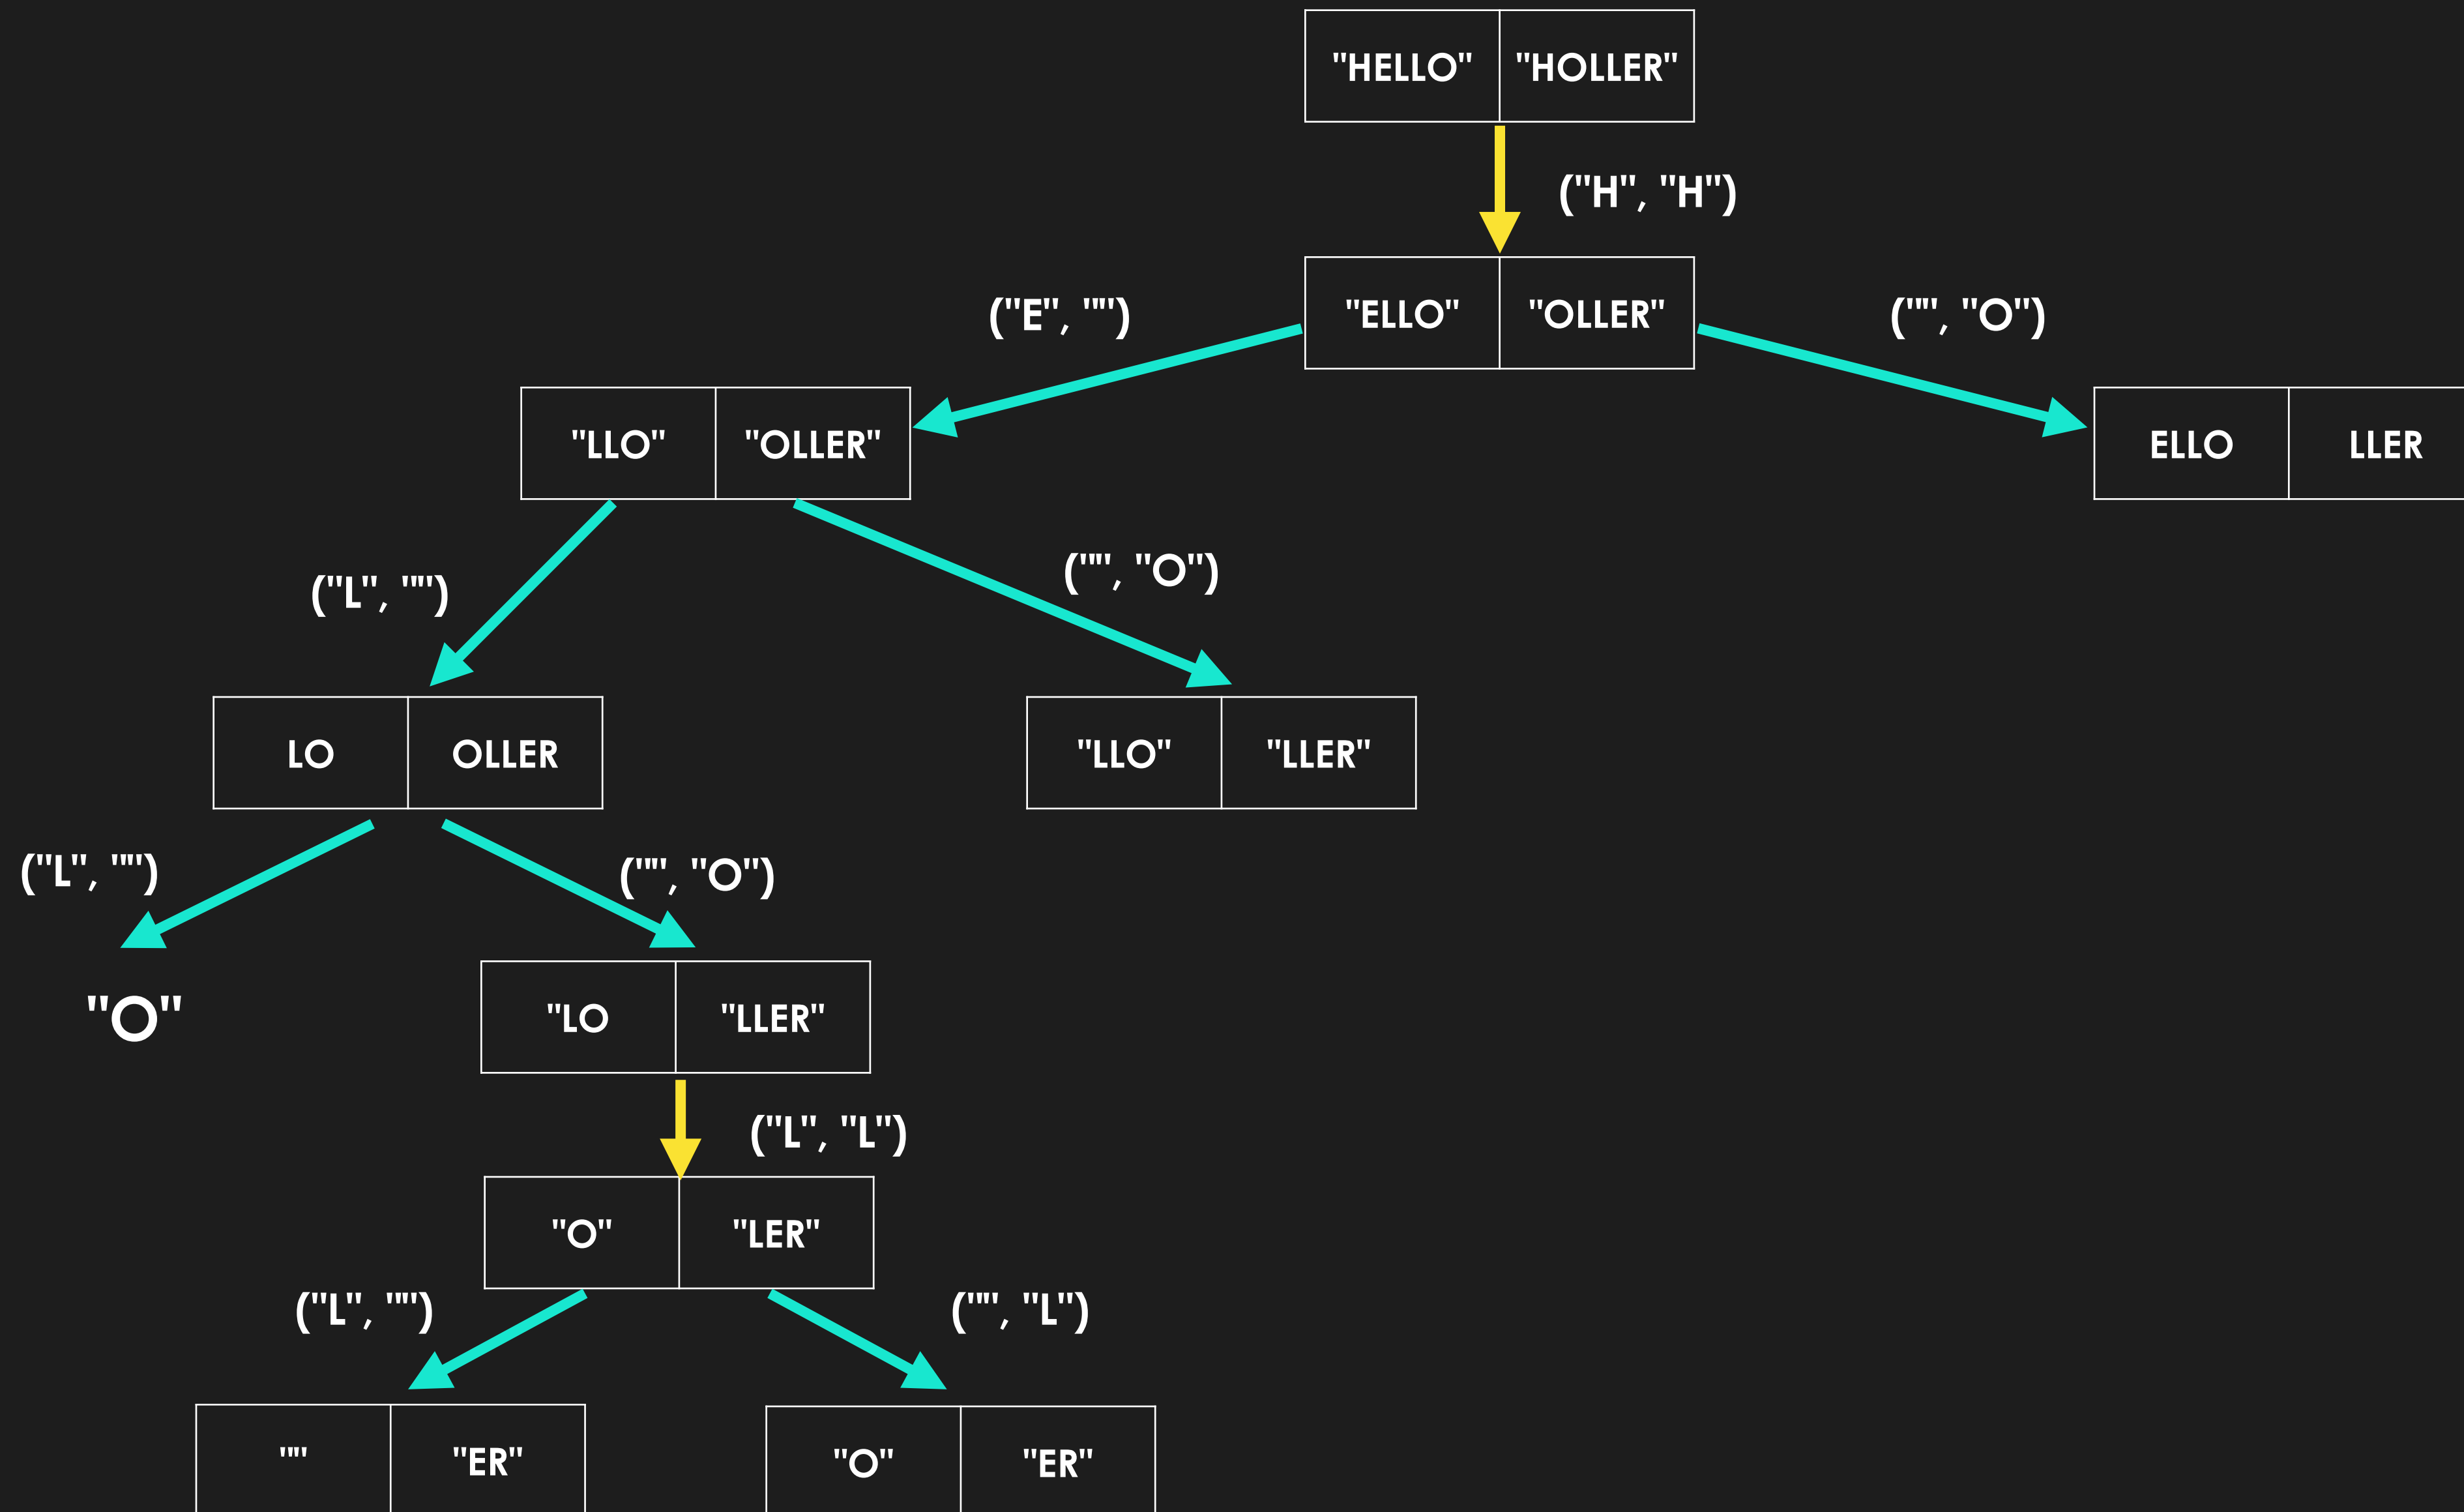 "HELLO" "HOLLER"
("H", "H")
("E", "")
"ELLO" "OLLER"
("", "O")
"LLO" "OLLER"
ELLO LLER
("L", "")
("", "O")
LO OLLER
"LLO" "LLER"
("L", "")
("", "O")
"O"
"LO "LLER"
("L", "L")
"O" "LER"
("L", "")
("", "L")
"" "ER"
"O" "ER"